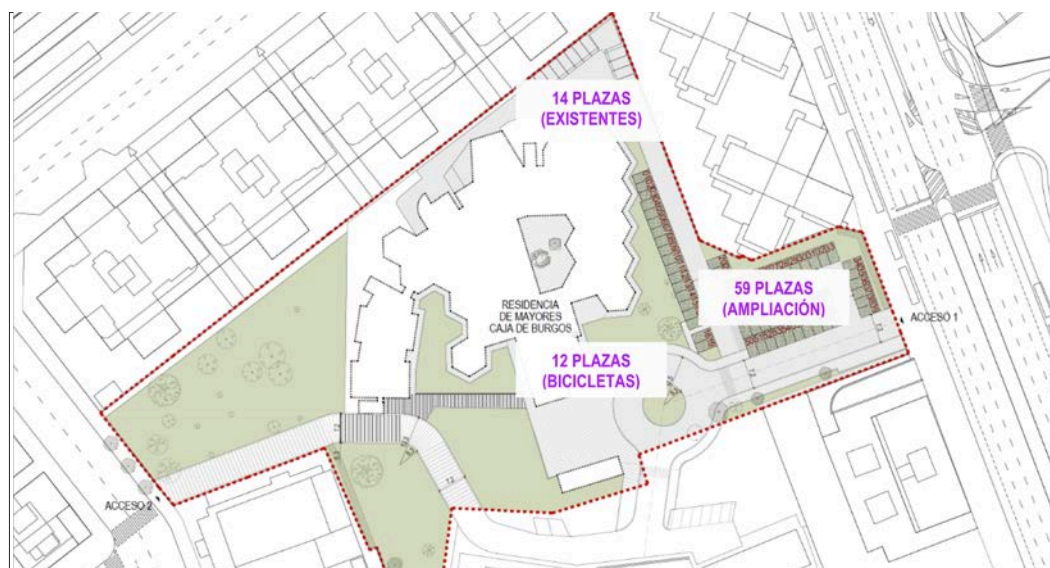 14 PLAZAS
(EXISTENTES)
59 PLAZAS
(AMPLIACIÓN)
RESIDENCIA
DE MAYORES
CAJA DE BURGOS
ACCESO 1
12 PLAZAS
(BICICLETAS)
ACCESO 2